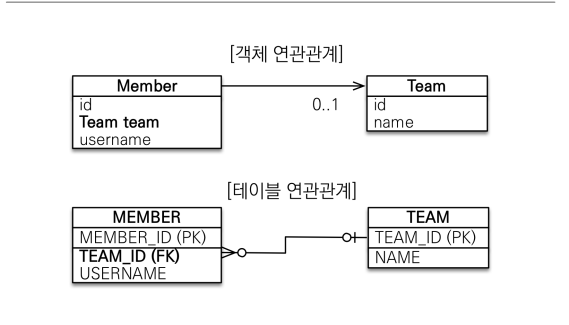 [객체 연관관계]
Member
id
Team team
username
0..1
Team
id
name
[테이블 연관관계]
MEMBER
MEMBER_ID (PK)
TEAM_ID (FK)
USERNAME
TEAM
TEAM_ID (PK)
NAME